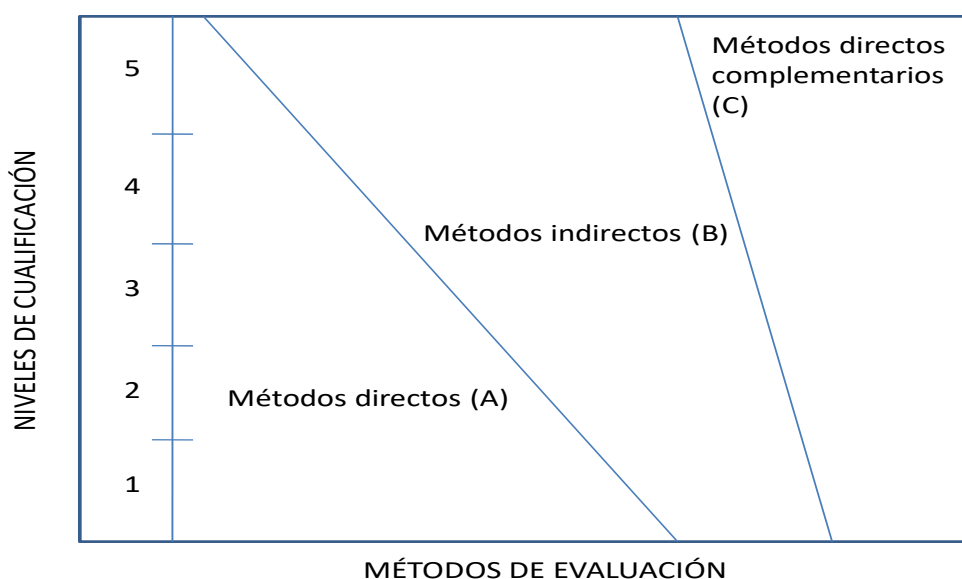 NIVELES DE CUALIFICACIÓN
5
4
3
2
1
Métodos directos
complementarios
(C)
Métodos indirectos (B)
Métodos directos (A)
MÉTODOS DE EVALUACIÓN